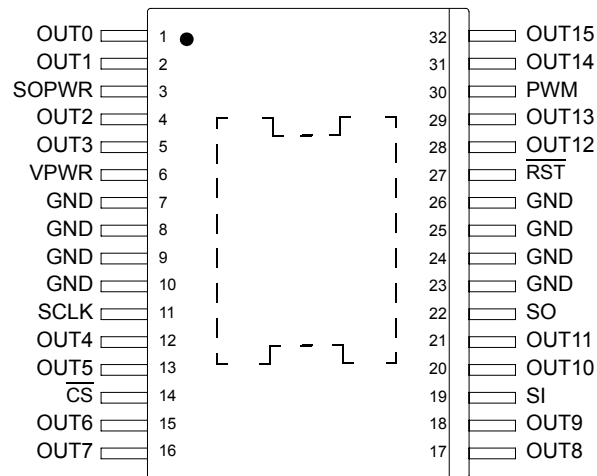 OUT0 1 32 OUT15
OUT1 2 31 OUT14
SOPWR 3 30 PWM
OUT2 4 29 OUT13
OUT3 5 28 OUT12
VPWR 6 27 RST
GND 7 26 GND
GND 8 25 GND
GND 9 24 GND
GND 10 23 GND
SCLK 11 22 SO
OUT4 12 21 OUT11
OUT5 13 20 OUT10
CS 14 19 SI
OUT6 15 18 OUT9
OUT7 16 17 OUT8